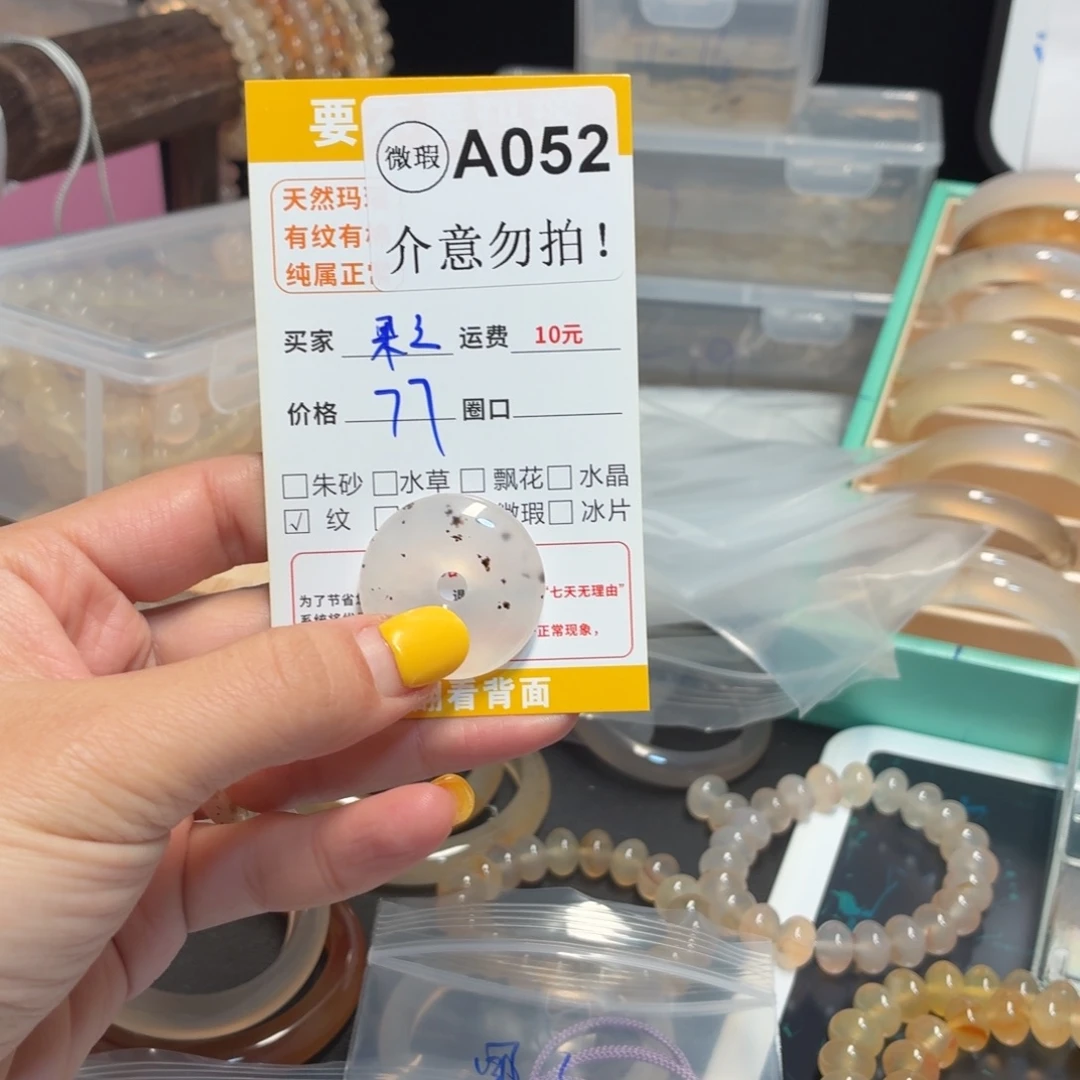 要
微瑕 A052
介意勿拍！
天然玛
有纹有
纯属正常
买家 运费 10元
价格 77 圈口
朱砂 水草 飘花 水晶
√ 纹 微瑕 冰片
为了节省 "七天无理由"
正常现象，
翻看背面